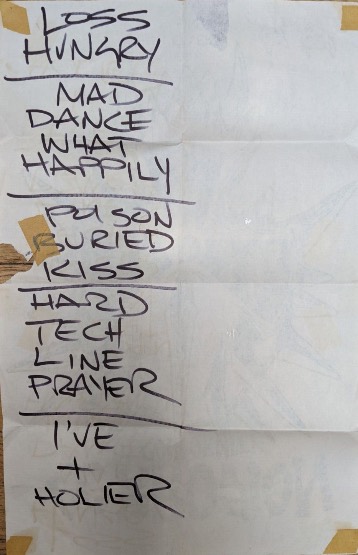 LOSS
HUNGRY
MAD
DANCE
WHAT
HAPPILY
POISON
BURIED
KISS
HARD
TECH
LINE
PRAYER
I'VE
+
HOLIER